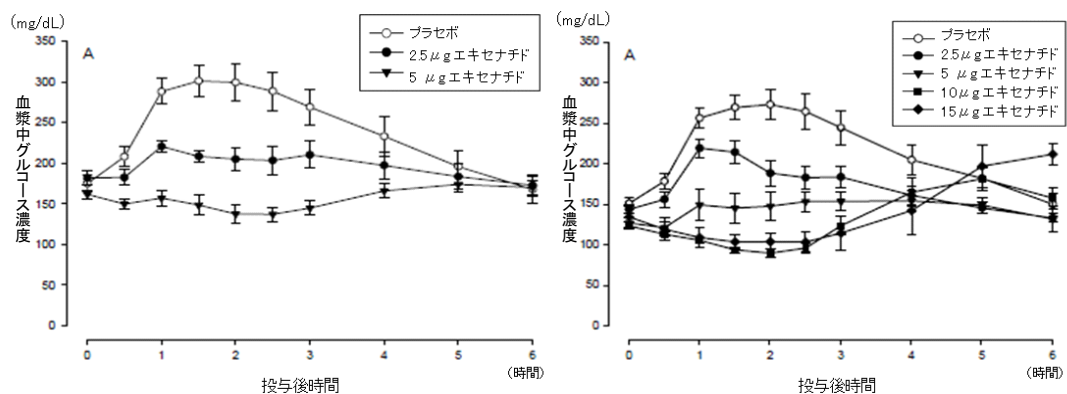 (mg/dL)
A
プラセボ
2.5μgエキセナチド
5 μgエキセナチド
血漿中グルコース濃度
350
300
250
200
150
100
50
0
0 1 2 3 4 5 6
(時間)
投与後時間
(mg/dL)
A
プラセボ
2.5μgエキセナチド
5 μgエキセナチド
10μgエキセナチド
15μgエキセナチド
血漿中グルコース濃度
350
300
250
200
150
100
50
0
0 1 2 3 4 5 6
(時間)
投与後時間